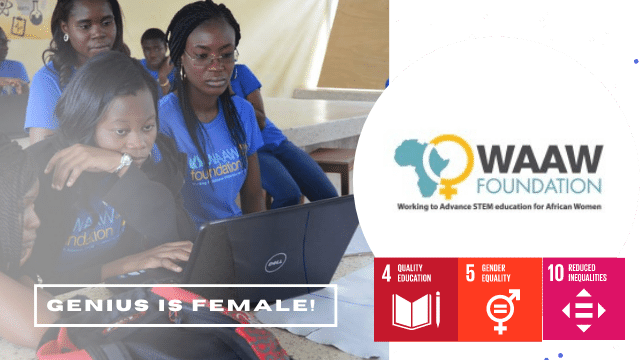 WAAW
foundation
WAAW
foundation
DELL
GENIUS IS FEMALE!
WAAW
FOUNDATION
Working to Advance STEM education for African Women
4 QUALITY
EDUCATION
5 GENDER
EQUALITY
10 REDUCED
INEQUALITIES